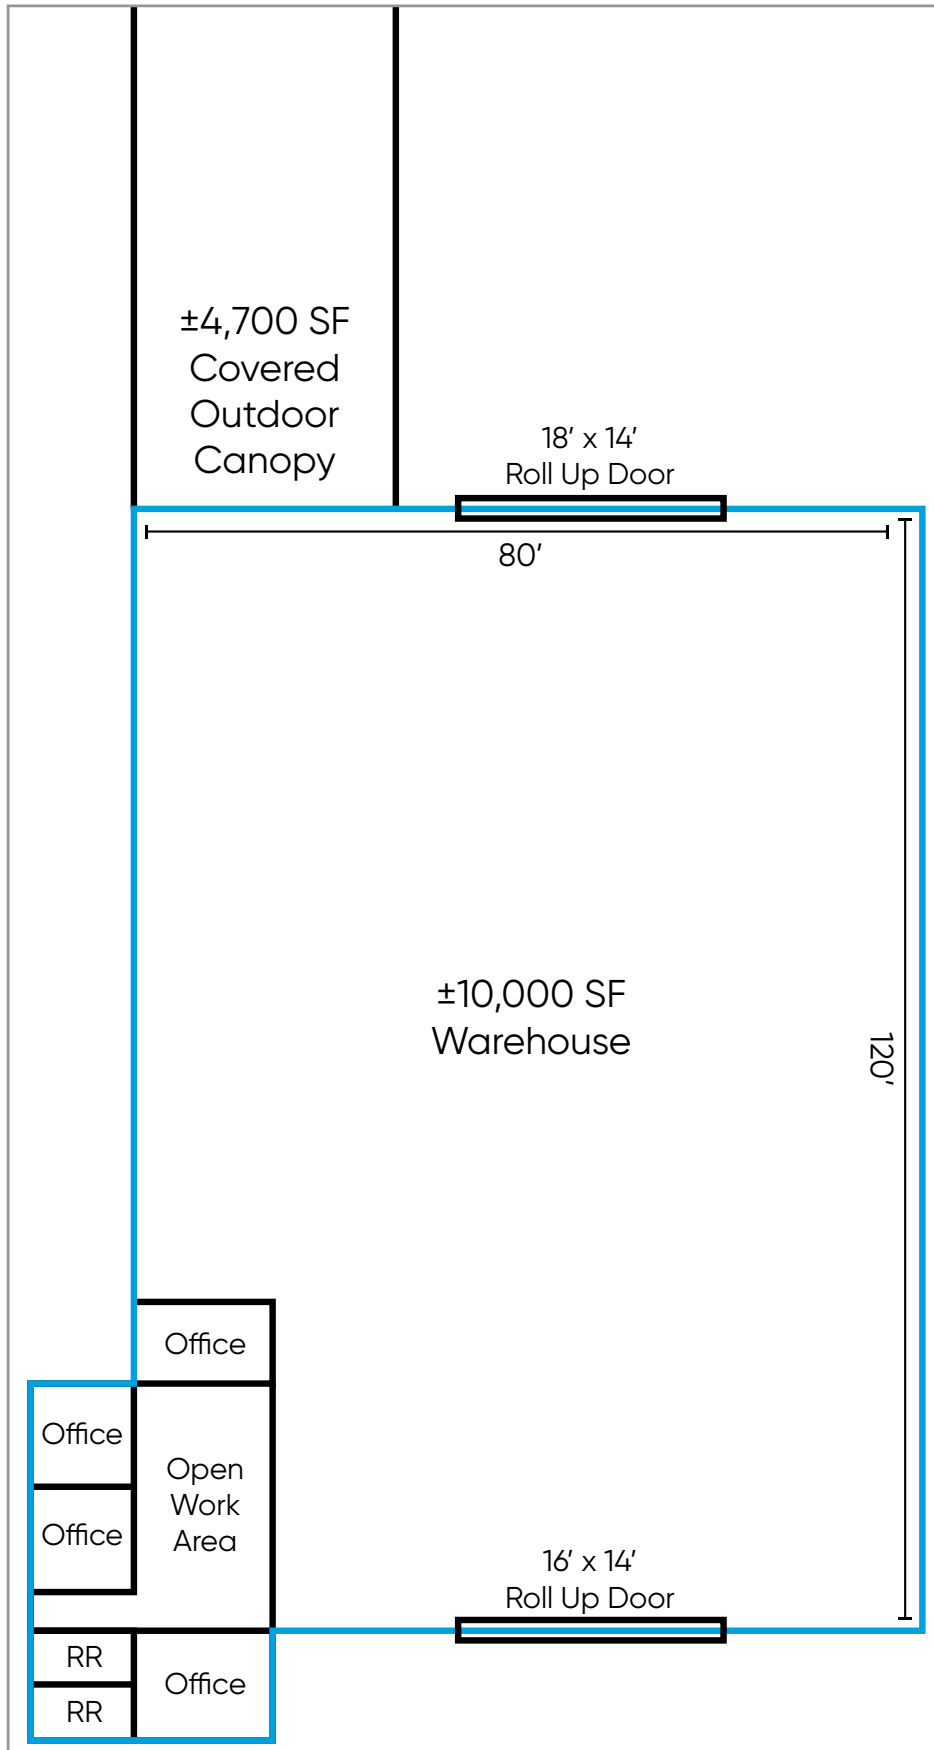 ±4,700 SF
Covered
Outdoor
Canopy
18’ x 14’
Roll Up Door
80’
±10,000 SF
Warehouse
120’
Office
Office
Open
Work
Area
Office
16’ x 14’
Roll Up Door
RR
Office
RR